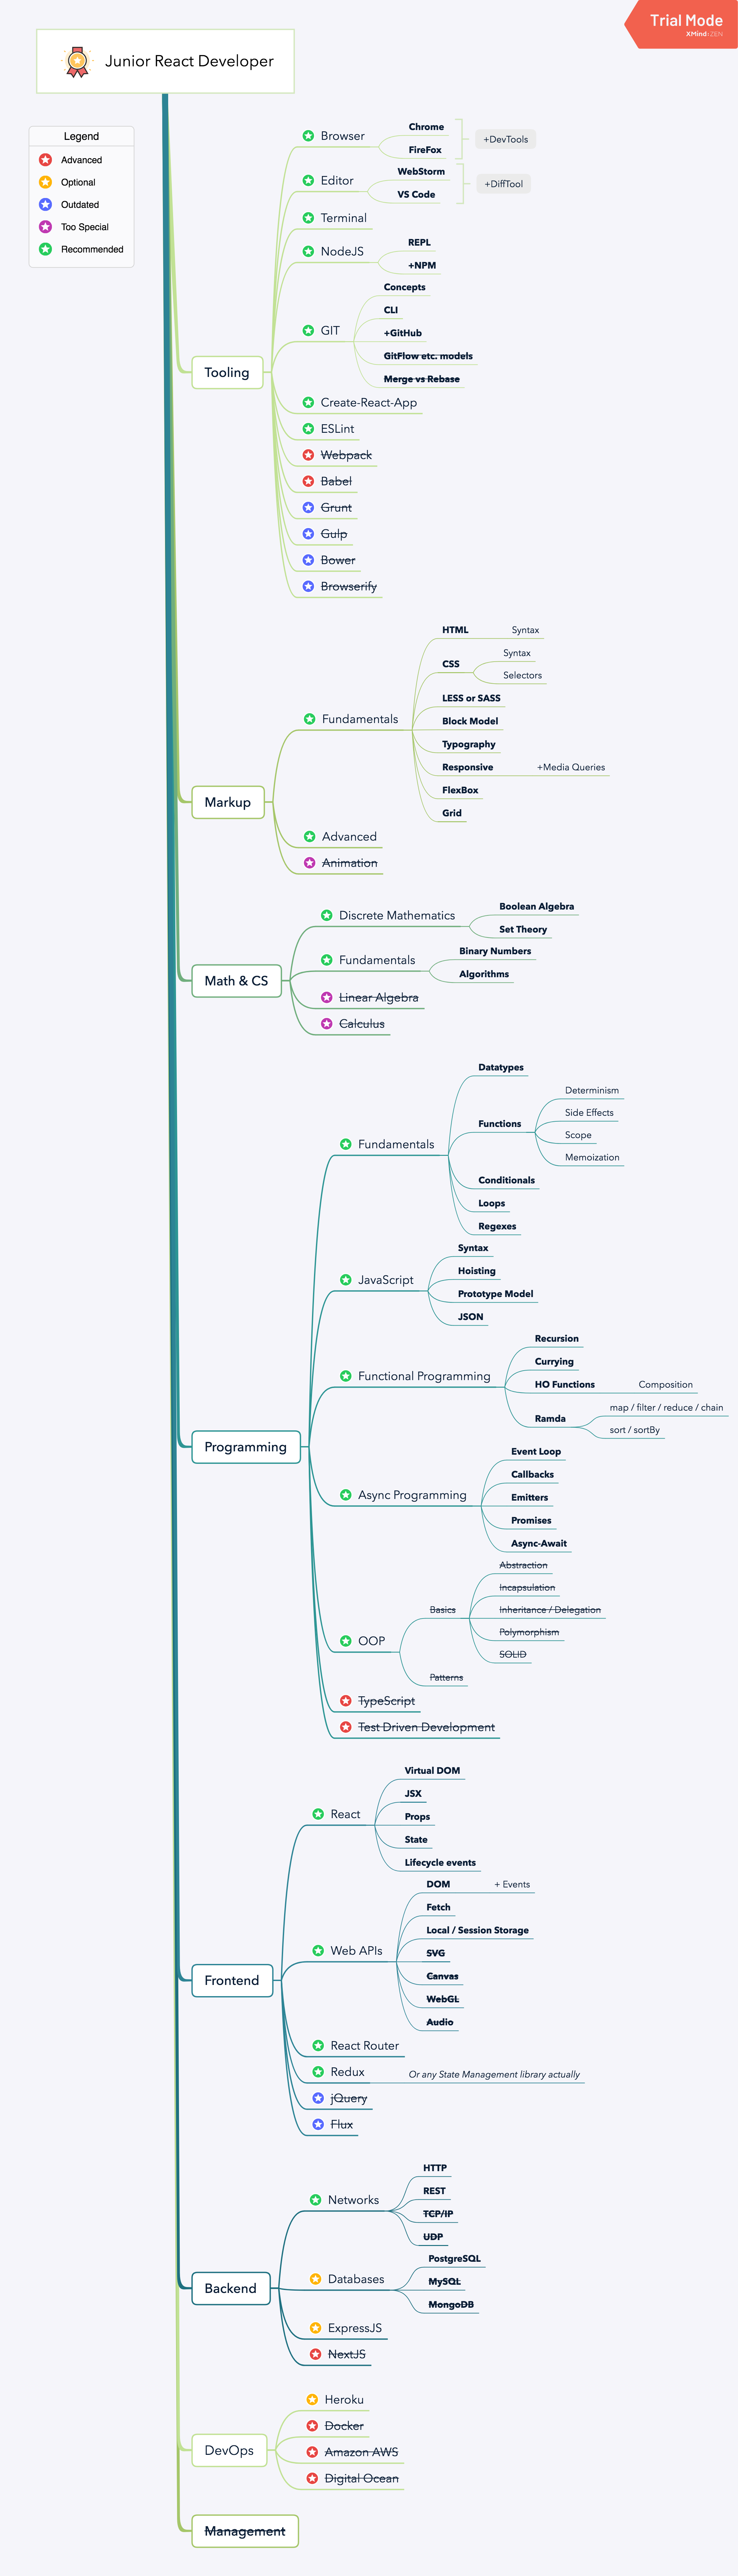 Trial Mode
XMind:ZEN
Junior React Developer
Legend
Advanced
Optional
Outdated
Too Special
Recommended
Tooling
Browser
Chrome
FireFox
+DevTools
Editor
WebStorm
VS Code
+DiffTool
Terminal
NodeJS
REPL
+NPM
GIT
Concepts
CLI
+GitHub
GitFlow etc. models
Merge vs Rebase
Create-React-App
ESLint
Webpack
Babel
Grunt
Gulp
Bower
Browserify
Markup
Fundamentals
HTML
Syntax
CSS
Syntax
Selectors
LESS or SASS
Block Model
Typography
Responsive
+Media Queries
FlexBox
Grid
Advanced
Animation
Math & CS
Discrete Mathematics
Boolean Algebra
Set Theory
Fundamentals
Binary Numbers
Algorithms
Linear Algebra
Calculus
Programming
Fundamentals
Datatypes
Functions
Determinism
Side Effects
Scope
Memoization
Conditionals
Loops
Regexes
JavaScript
Syntax
Hoisting
Prototype Model
JSON
Functional Programming
Recursion
Currying
HO Functions
Composition
Ramda
map / filter / reduce / chain
sort / sortBy
Async Programming
Event Loop
Callbacks
Emitters
Promises
Async-Await
OOP
Basics
Abstraction
Incapsulation
Inheritance / Delegation
Polymorphism
SOLID
Patterns
TypeScript
Test Driven Development
Frontend
React
Virtual DOM
JSX
Props
State
Lifecycle events
Web APIs
DOM
+ Events
Fetch
Local / Session Storage
SVG
Canvas
WebGL
Audio
React Router
Redux
Or any State Management library actually
jQuery
Flux
Backend
Networks
HTTP
REST
TCP/IP
UDP
Databases
PostgreSQL
MySQL
MongoDB
ExpressJS
NextJS
DevOps
Heroku
Docker
Amazon AWS
Digital Ocean
Management